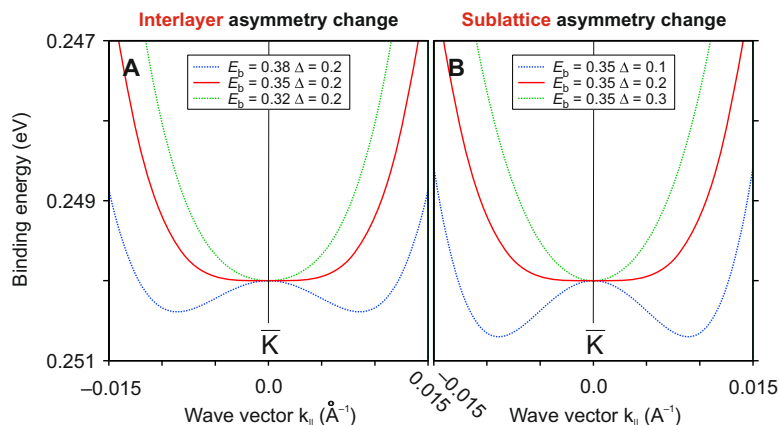 Interlayer asymmetry change
Sublattice asymmetry change
0.247
0.249
0.251
Binding energy (eV)
A
E_b = 0.38 Δ = 0.2
E_b = 0.35 Δ = 0.2
E_b = 0.32 Δ = 0.2
K̅
−0.015
0.0
0.015
Wave vector k_|| (Å⁻¹)
B
E_b = 0.35 Δ = 0.1
E_b = 0.35 Δ = 0.2
E_b = 0.35 Δ = 0.3
K̅
−0.015
0.0
0.015
Wave vector k_|| (A⁻¹)